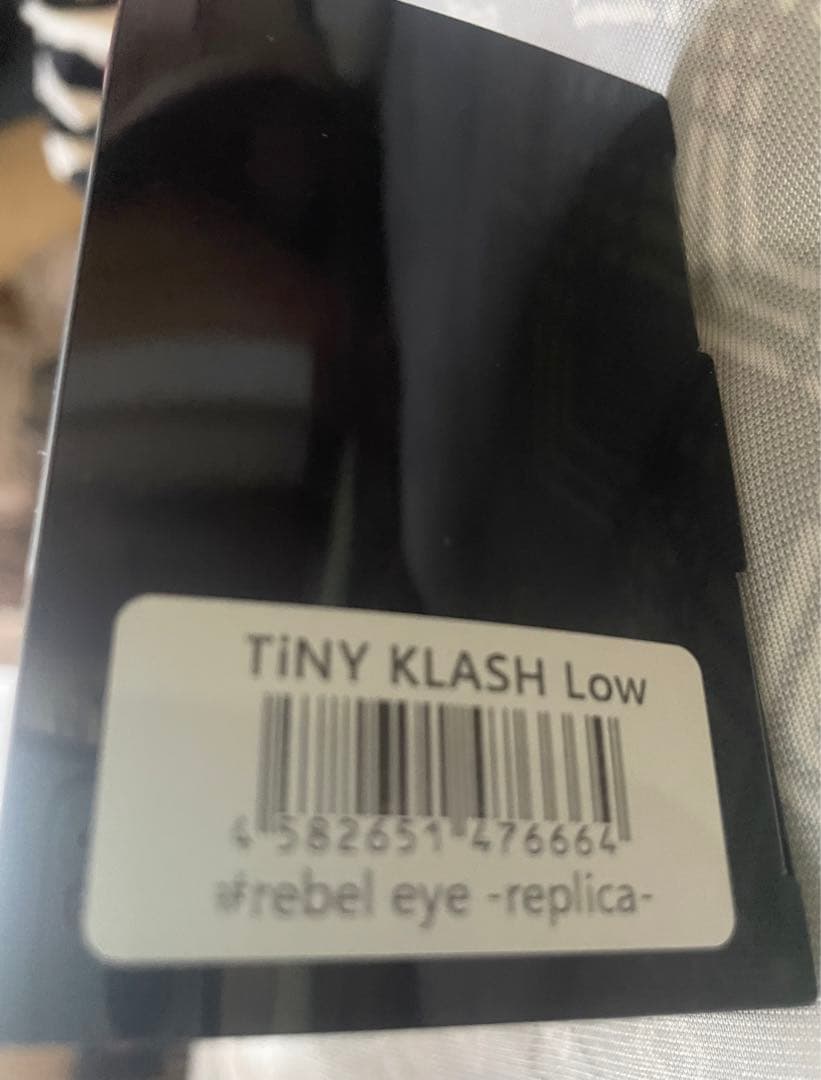 TiNY KLASH Low
4 582651 476664
#rebel eye -replica-